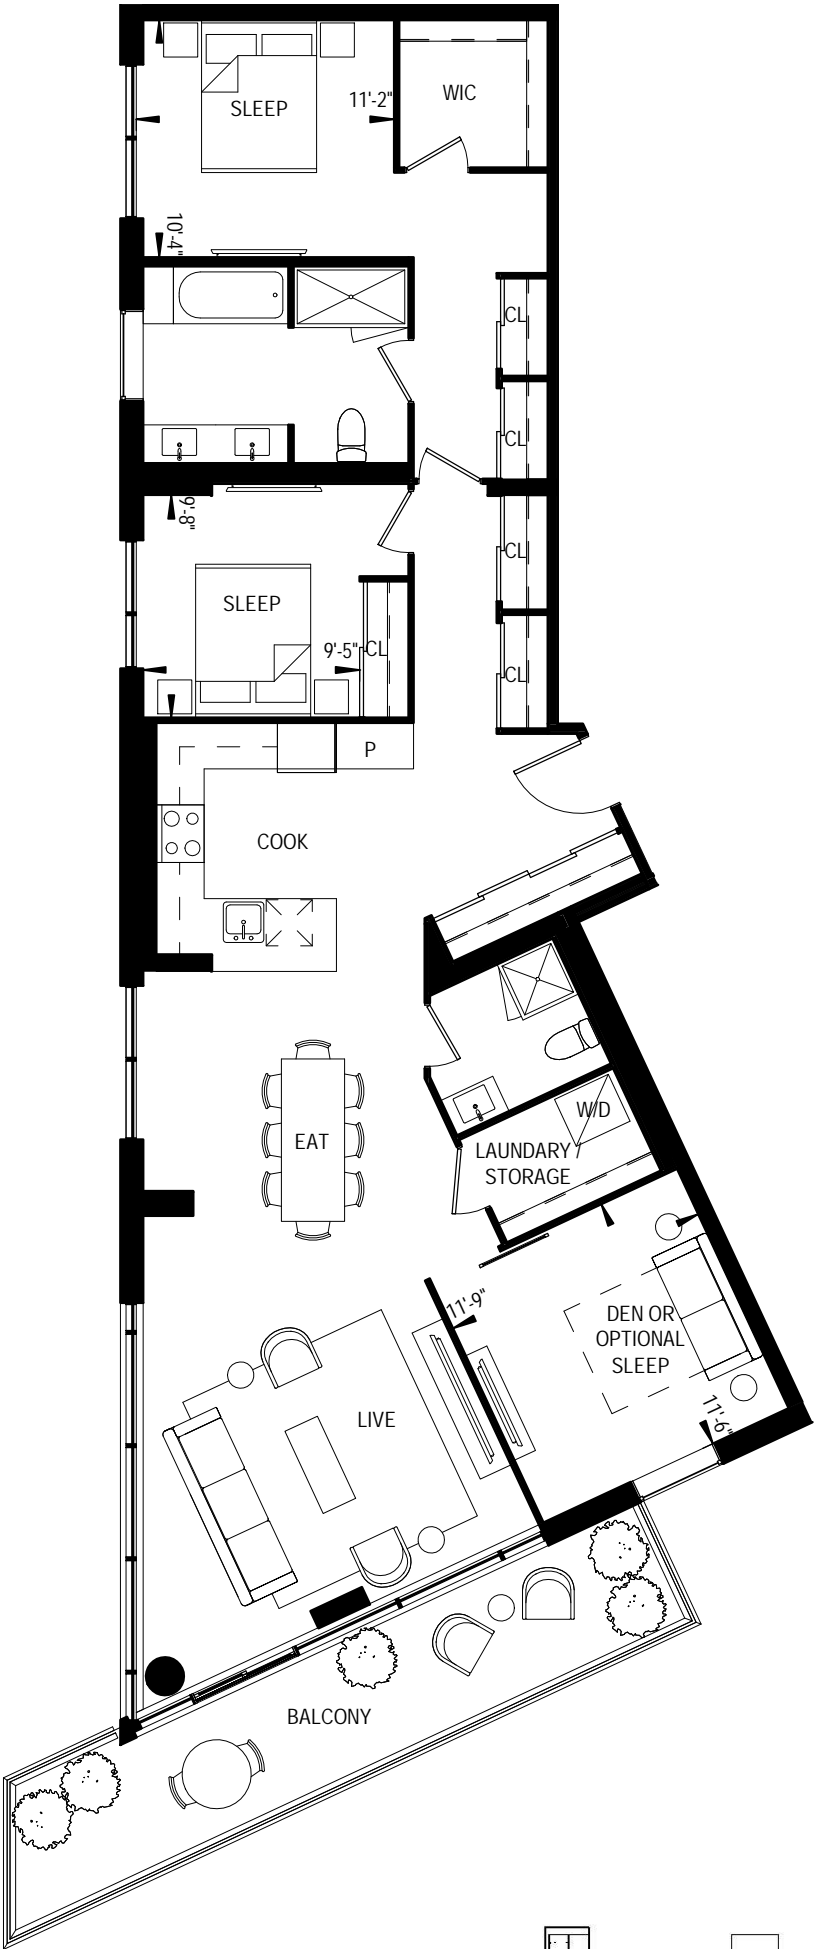 SLEEP
11'-2"
WIC
10'-4"
CL
CL
9'-8"
CL
SLEEP
9'-5"
CL
CL
P
COOK
W/D
EAT
LAUNDARY /
STORAGE
11'-9"
DEN OR
OPTIONAL
SLEEP
11'-6"
LIVE
BALCONY